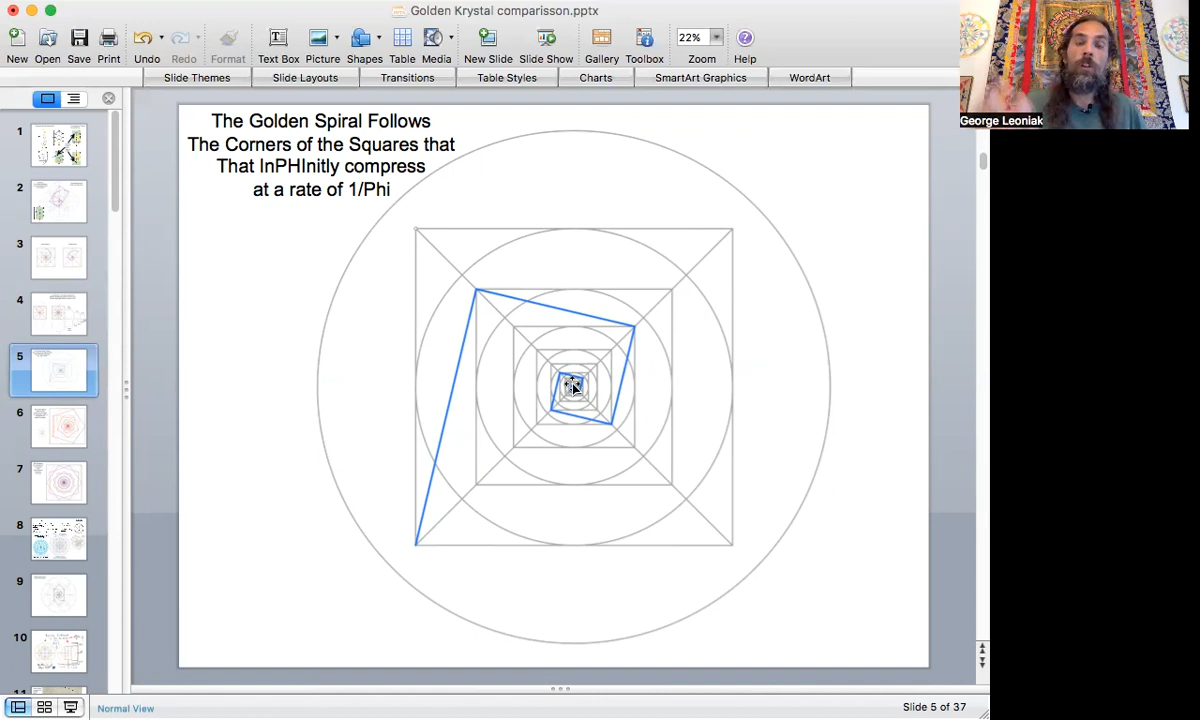 Golden Krystal comparisson.pptx
New Open Save Print Undo Redo Format Text Box Picture Shapes Table Media New Slide Slide Show Gallery Toolbox 22% Zoom Help
Slide Themes Slide Layouts Transitions Table Styles Charts SmartArt Graphics WordArt
George Leoniak
The Golden Spiral Follows
The Corners of the Squares that
That InPHInitly compress
at a rate of 1/Phi
1
2
3
4
5
6
7
8
9
10
11
Normal View
Slide 5 of 37